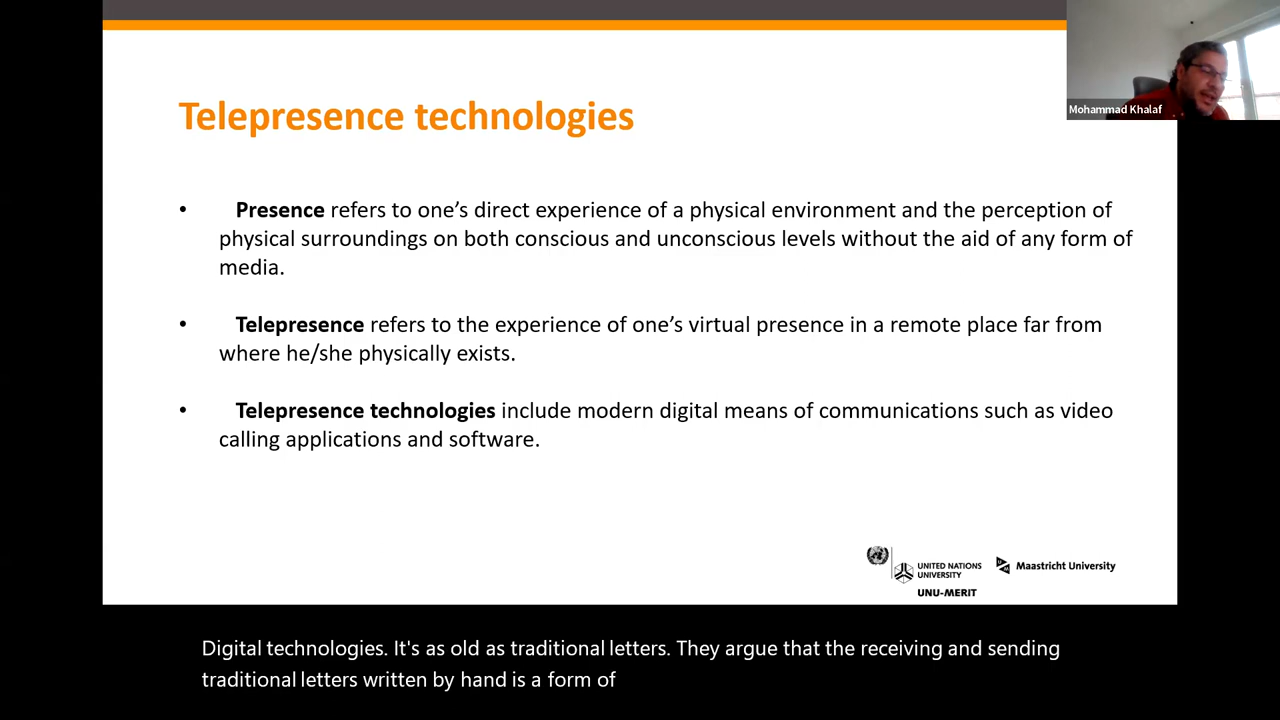 Mohammad Khalaf
Telepresence technologies
• Presence refers to one’s direct experience of a physical environment and the perception of
physical surroundings on both conscious and unconscious levels without the aid of any form of
media.
• Telepresence refers to the experience of one’s virtual presence in a remote place far from
where he/she physically exists.
• Telepresence technologies include modern digital means of communications such as video
calling applications and software.
UNITED NATIONS
UNIVERSITY
UNU-MERIT
Maastricht University
Digital technologies. It's as old as traditional letters. They argue that the receiving and sending
traditional letters written by hand is a form of